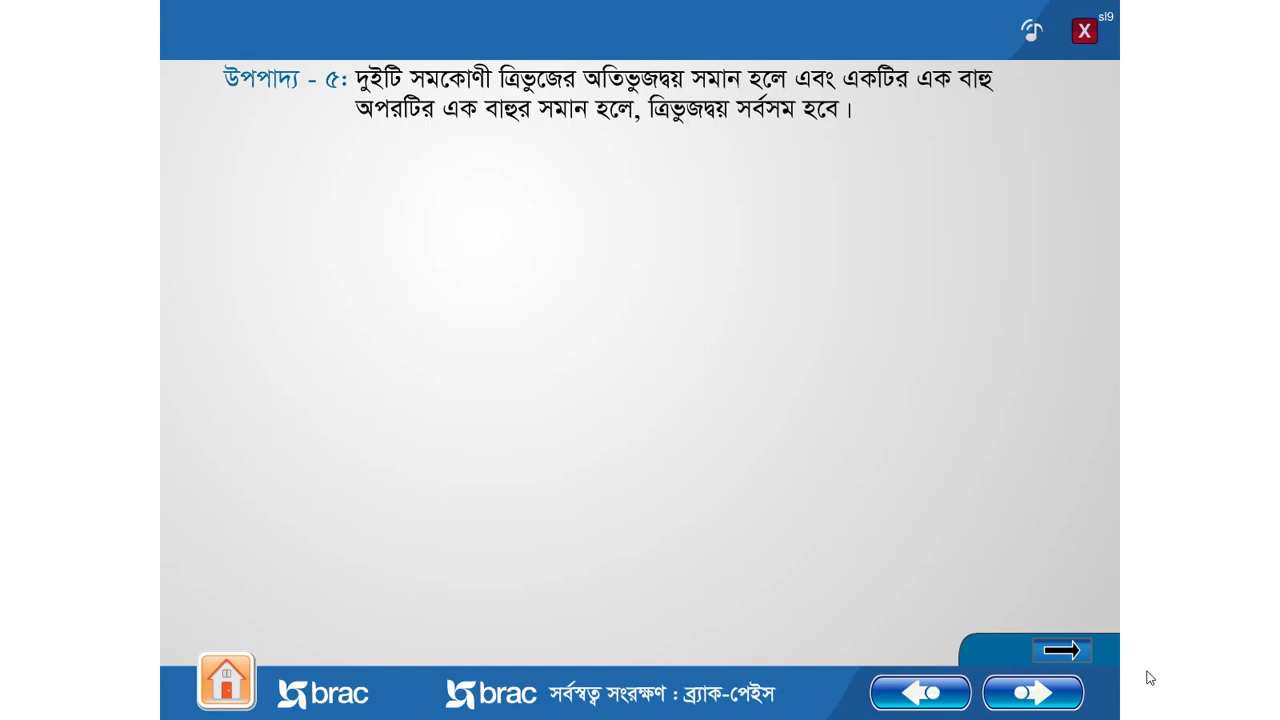 sl9
X
উপপাদ্য - ৫: দুইটি সমকোণী ত্রিভুজের অতিভুজদ্বয় সমান হলে এবং একটির এক বাহু
অপরটির এক বাহুর সমান হলে, ত্রিভুজদ্বয় সর্বসম হবে।
brac
brac সর্বস্বত্ব সংরক্ষণ : ব্র্যাক-পেইস